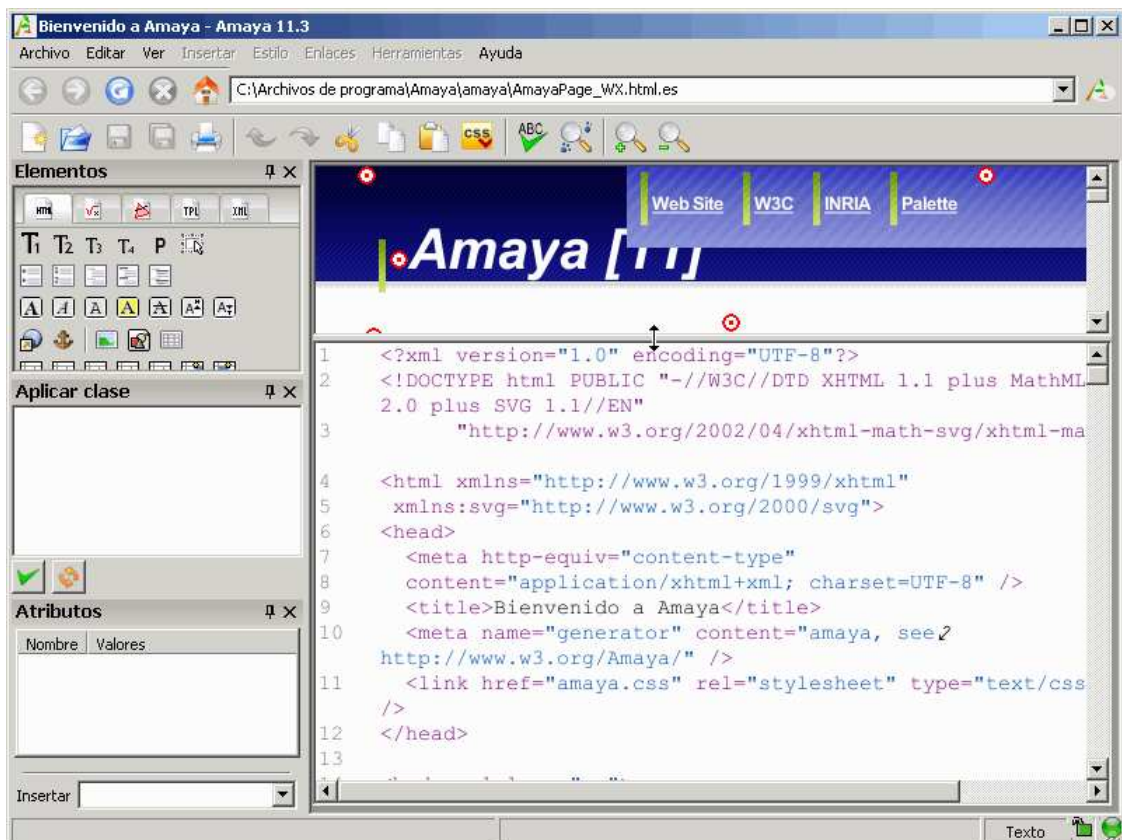 Bienvenido a Amaya - Amaya 11.3
Archivo Editar Ver Insertar Estilo Enlaces Herramientas Ayuda
C:\Archivos de programa\Amaya\amaya\AmayaPage_WX.html.es
CSS ABC
Elementos
HTML TPL XML
T1 T2 T3 T4 P
A A A A A A A
Aplicar clase
Atributos
Nombre Valores
Insertar
Web Site W3C INRIA Palette
Amaya [11]
1 <?xml version="1.0" encoding="UTF-8"?>
2 <!DOCTYPE html PUBLIC "-//W3C//DTD XHTML 1.1 plus MathML
2.0 plus SVG 1.1//EN"
3 "http://www.w3.org/2002/04/xhtml-math-svg/xhtml-ma
4 <html xmlns="http://www.w3.org/1999/xhtml"
5 xmlns:svg="http://www.w3.org/2000/svg">
6 <head>
7 <meta http-equiv="content-type"
8 content="application/xhtml+xml; charset=UTF-8" />
9 <title>Bienvenido a Amaya</title>
10 <meta name="generator" content="amaya, see
http://www.w3.org/Amaya/" />
11 <link href="amaya.css" rel="stylesheet" type="text/css
/>
12 </head>
13
Texto